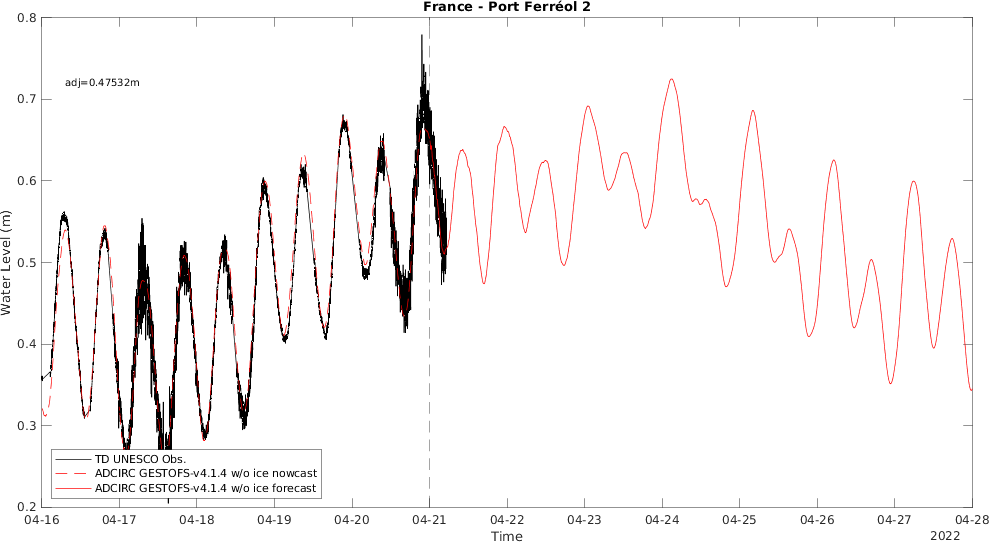 France - Port Ferréol 2
adj=0.47532m
Water Level (m)
0.8
0.7
0.6
0.5
0.4
0.3
0.2
TD UNESCO Obs.
ADCIRC GESTOFS-v4.1.4 w/o ice nowcast
ADCIRC GESTOFS-v4.1.4 w/o ice forecast
04-16 04-17 04-18 04-19 04-20 04-21 04-22 04-23 04-24 04-25 04-26 04-27 04-28
Time
2022